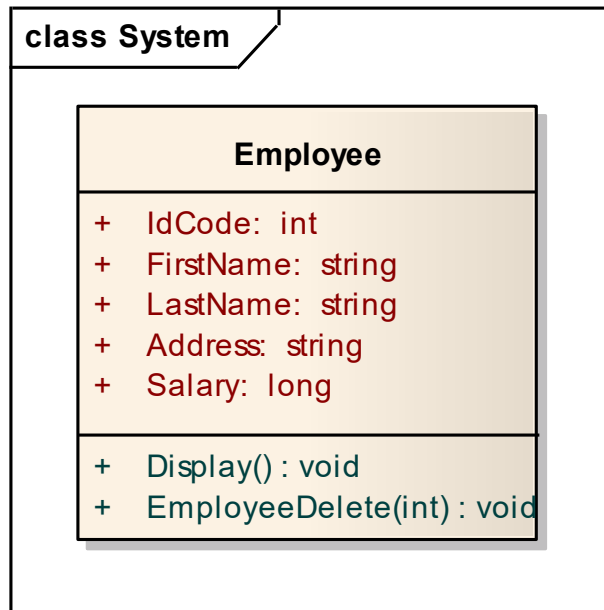 class System
Employee
+ IdCode: int
+ FirstName: string
+ LastName: string
+ Address: string
+ Salary: long
+ Display() : void
+ EmployeeDelete(int) : void